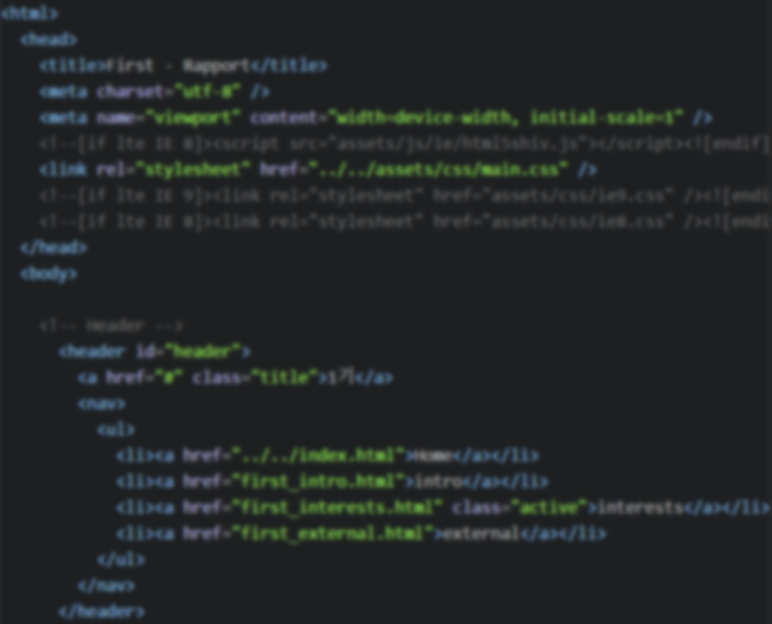 <html>
<head>
<title>First - Rapport</title>
<meta charset="utf-8" />
<meta name="viewport" content="width=device-width, initial-scale=1" />
<!--[if lte IE 8]><script src="assets/js/ie/html5shiv.js"></script><![endif]
<link rel="stylesheet" href="../../assets/css/main.css" />
<!--[if lte IE 9]><link rel="stylesheet" href="assets/css/ie9.css" /><![endi
<!--[if lte IE 8]><link rel="stylesheet" href="assets/css/ie8.css" /><![endi
</head>
<body>
<!-- Header -->
<header id="header">
<a href="#" class="title">1기</a>
<nav>
<ul>
<li><a href="../../index.html">Home</a></li>
<li><a href="first_intro.html">intro</a></li>
<li><a href="first_interests.html" class="active">interests</a></li>
<li><a href="first_external.html">external</a></li>
</ul>
</nav>
</header>